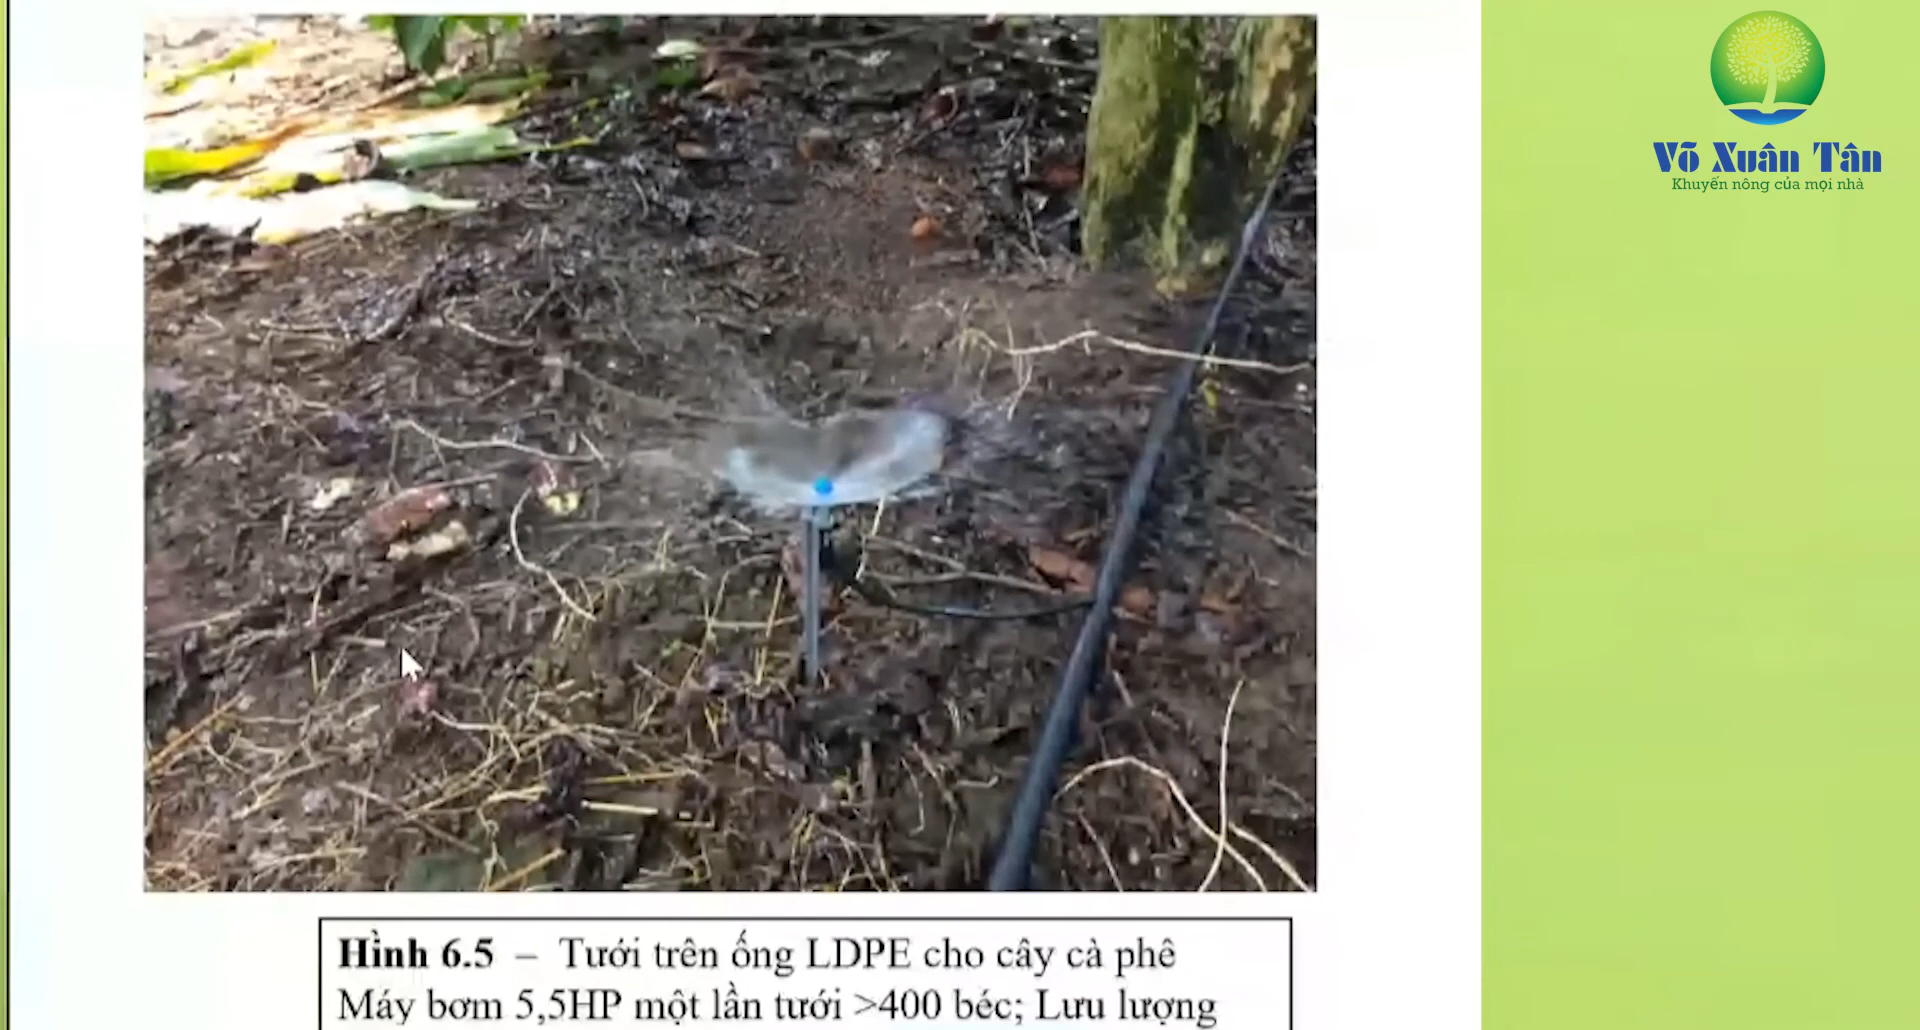 Võ Xuân Tân
Khuyến nông của mọi nhà
Hình 6.5 – Tưới trên ống LDPE cho cây cà phê
Máy bơm 5,5HP một lần tưới >400 béc; Lưu lượng